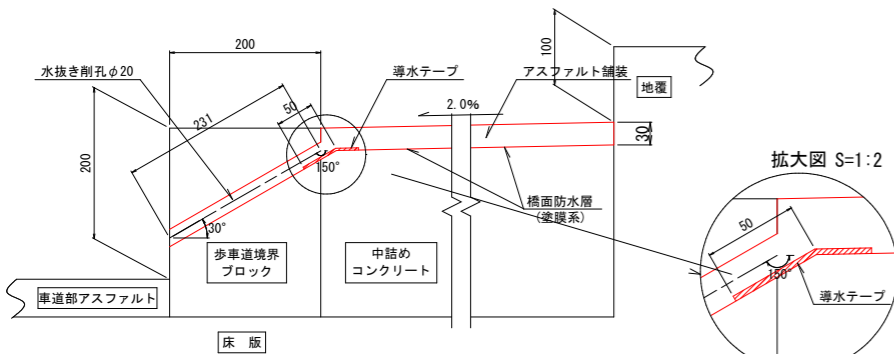 200
水抜き削孔φ20
導水テープ
アスファルト舗装
100
地覆
231
50
2.0%
30
200
150°
拡大図 S=1:2
橋面防水層
(塗膜系)
30°
50
歩車道境界
ブロック
中詰め
コンクリート
150°
車道部アスファルト
導水テープ
床 版